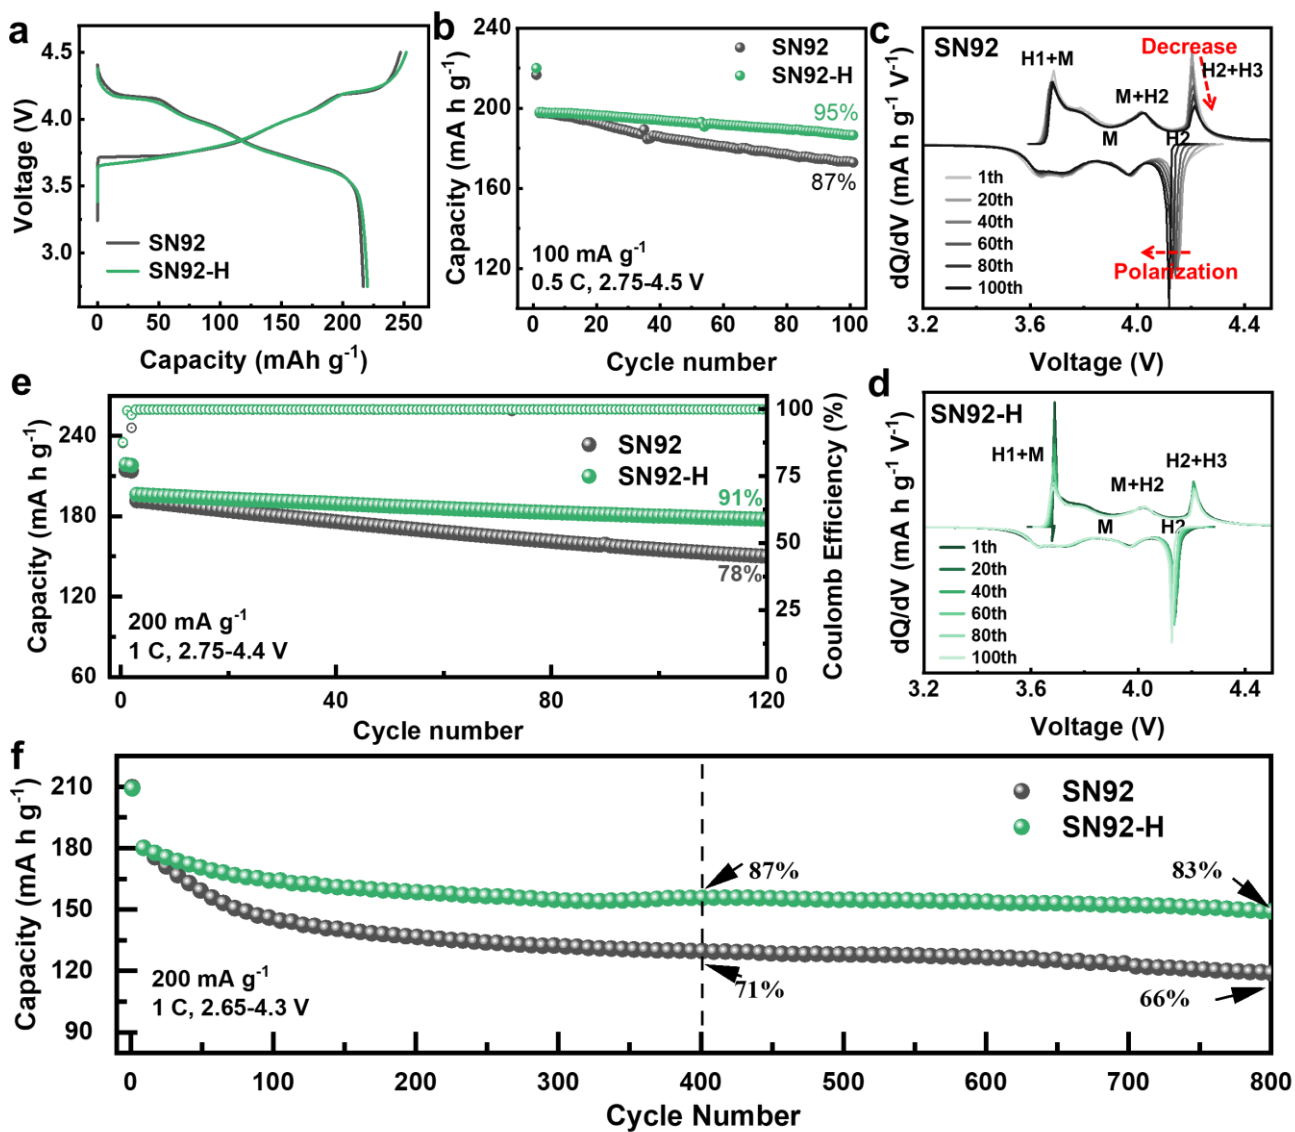 a
4.5
4.0
3.5
3.0
Voltage (V)
SN92
SN92-H
0
50
100
150
200
250
Capacity (mAh g⁻¹)
b
240
200
160
120
Capacity (mA h g⁻¹)
SN92
SN92-H
95%
87%
100 mA g⁻¹
0.5 C, 2.75-4.5 V
0
20
40
60
80
100
Cycle number
c
SN92
Decrease
H1+M
H2+H3
M+H2
M
H2
1th
20th
40th
60th
80th
100th
Polarization
dQ/dV (mA h g⁻¹ V⁻¹)
3.2
3.6
4.0
4.4
Voltage (V)
e
240
180
120
60
Capacity (mA h g⁻¹)
SN92
SN92-H
91%
78%
200 mA g⁻¹
1 C, 2.75-4.4 V
100
75
50
25
0
Coulomb Efficiency (%)
0
40
80
120
Cycle number
d
SN92-H
H1+M
H2+H3
M+H2
M
H2
1th
20th
40th
60th
80th
100th
dQ/dV (mA h g⁻¹ V⁻¹)
3.2
3.6
4.0
4.4
Voltage (V)
f
210
180
150
120
90
Capacity (mA h g⁻¹)
SN92
SN92-H
87%
83%
71%
66%
200 mA g⁻¹
1 C, 2.65-4.3 V
0
100
200
300
400
500
600
700
800
Cycle Number